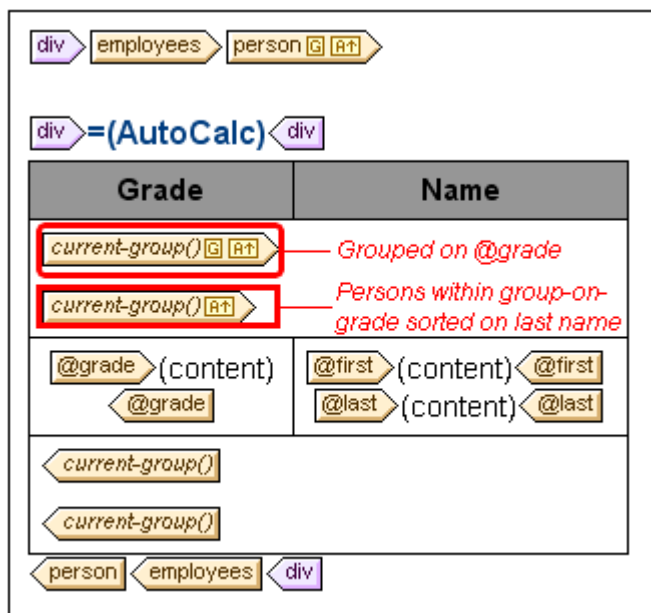 div employees person G A↑
div =(AutoCalc) div
Grade Name
current-group() G A↑ Grouped on @grade
current-group() A↑ Persons within group-on-
grade sorted on last name
@grade (content) @first (content) @first
@grade @last (content) @last
current-group()
current-group()
person employees div